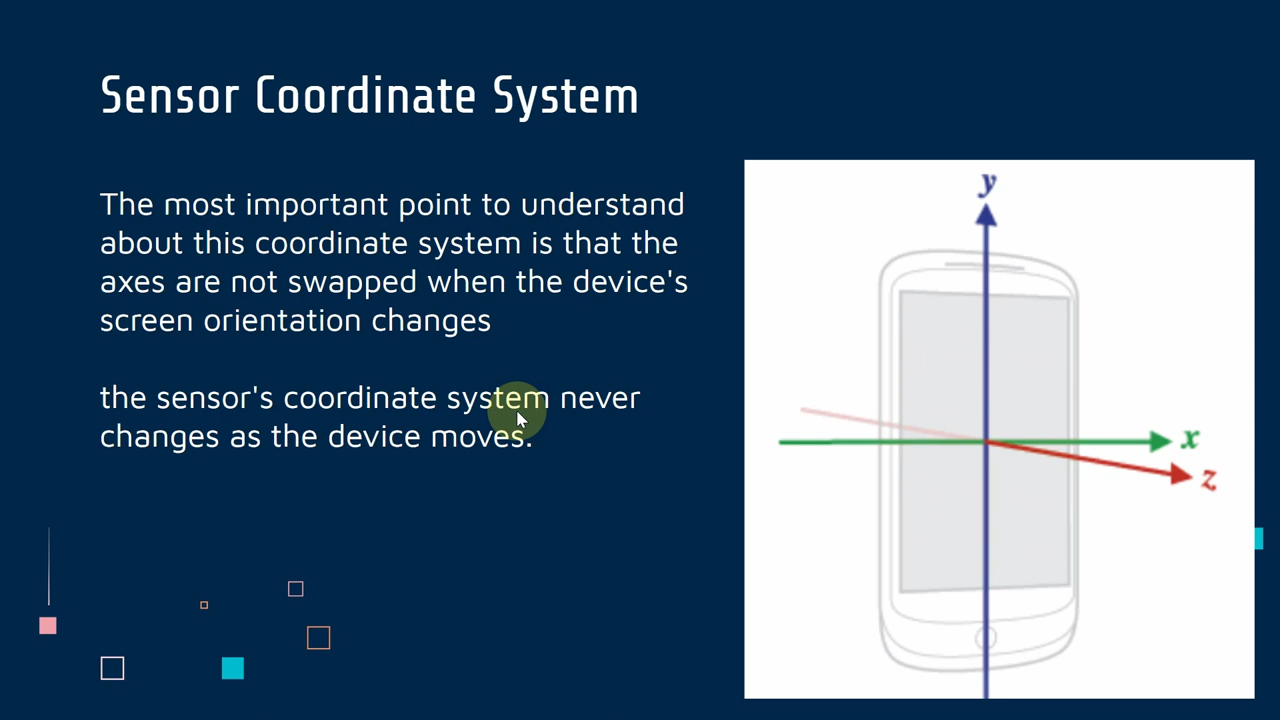 Sensor Coordinate System
The most important point to understand
about this coordinate system is that the
axes are not swapped when the device's
screen orientation changes
the sensor's coordinate system never
changes as the device moves.
y
x
z